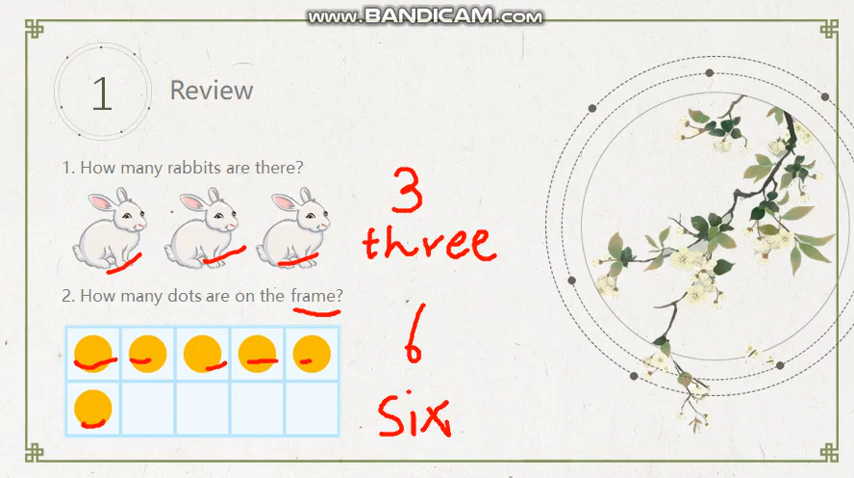 www.BANDICAM.com
1
Review
1. How many rabbits are there?
3
three
2. How many dots are on the frame?
6
six